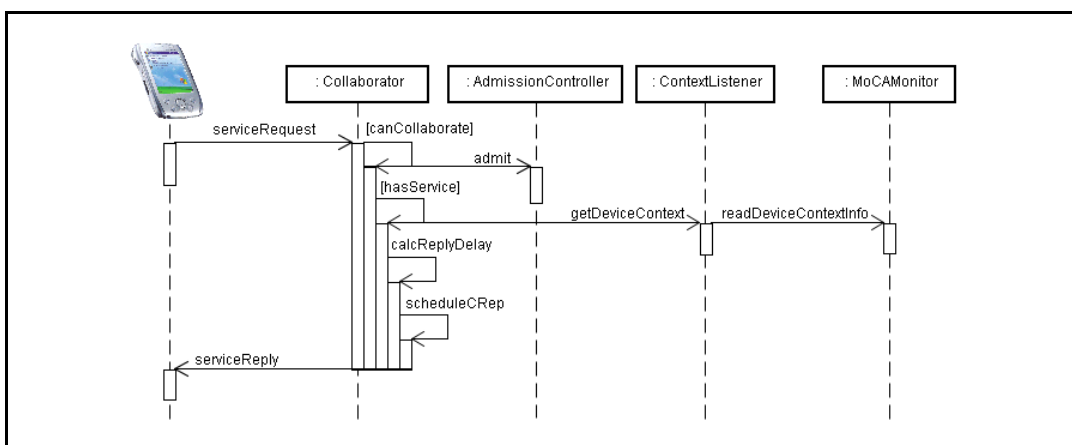 : Collaborator
: AdmissionController
: ContextListener
: MoCAMonitor
serviceRequest
[canCollaborate]
admit
[hasService]
getDeviceContext
readDeviceContextInfo
calcReplyDelay
scheduleCRep
serviceReply